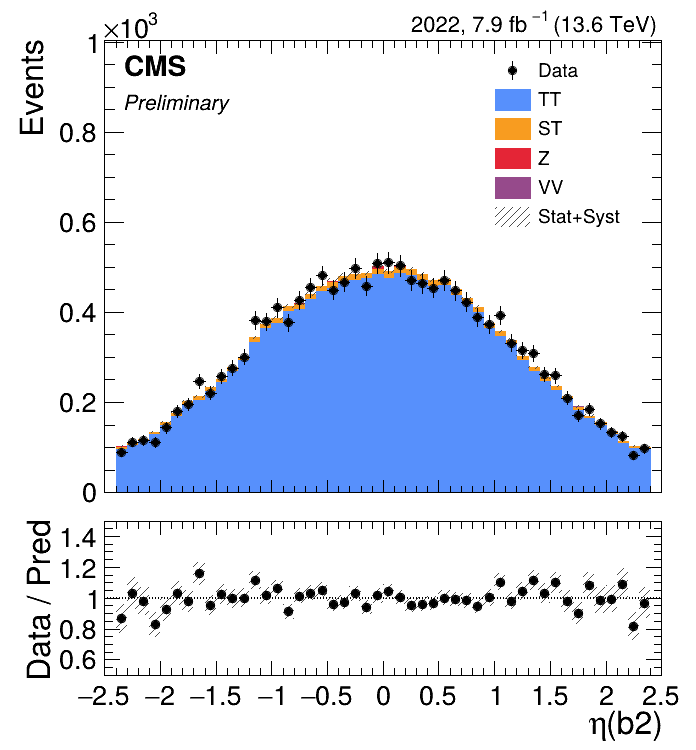 ×10³
2022, 7.9 fb⁻¹ (13.6 TeV)
Events
1
0.8
0.6
0.4
0.2
0
CMS
Preliminary
Data
TT
ST
Z
VV
Stat+Syst
Data / Pred
1.4
1.2
1
0.8
0.6
−2.5 −2 −1.5 −1 −0.5 0 0.5 1 1.5 2 2.5
η(b2)